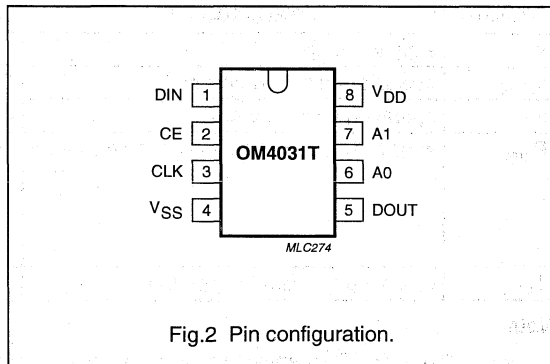 DIN 1 8 VDD
CE 2 7 A1
OM4031T
CLK 3 6 A0
VSS 4 5 DOUT
MLC274
Fig.2 Pin configuration.